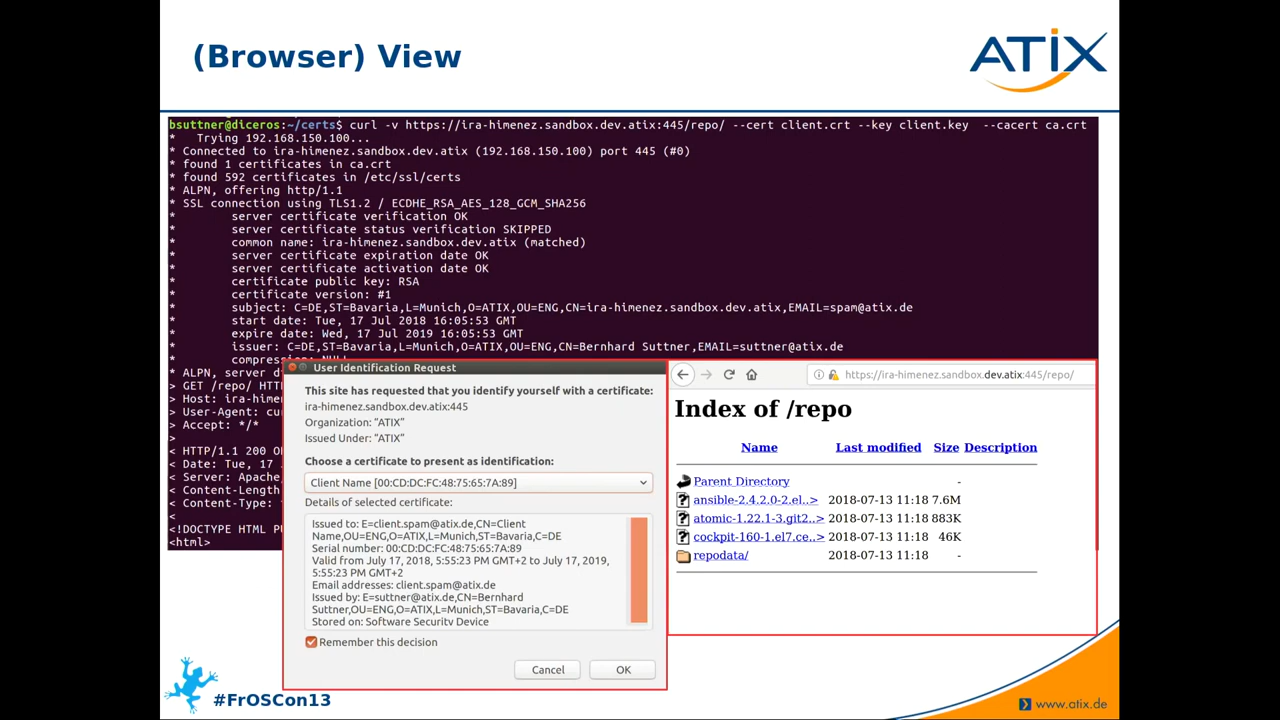 (Browser) View
ATIX
bsuttner@diceros:~/certs$ curl -v https://ira-himenez.sandbox.dev.atix:445/repo/ --cert client.crt --key client.key --cacert ca.crt
* Trying 192.168.150.100...
* Connected to ira-himenez.sandbox.dev.atix (192.168.150.100) port 445 (#0)
* found 1 certificates in ca.crt
* found 592 certificates in /etc/ssl/certs
* ALPN, offering http/1.1
* SSL connection using TLS1.2 / ECDHE_RSA_AES_128_GCM_SHA256
* server certificate verification OK
* server certificate status verification SKIPPED
* common name: ira-himenez.sandbox.dev.atix (matched)
* server certificate expiration date OK
* server certificate activation date OK
* certificate public key: RSA
* certificate version: #1
* subject: C=DE,ST=Bavaria,L=Munich,O=ATIX,OU=ENG,CN=ira-himenez.sandbox.dev.atix,EMAIL=spam@atix.de
* start date: Tue, 17 Jul 2018 16:05:53 GMT
* expire date: Wed, 17 Jul 2019 16:05:53 GMT
* issuer: C=DE,ST=Bavaria,L=Munich,O=ATIX,OU=ENG,CN=Bernhard Suttner,EMAIL=suttner@atix.de
* compression: NULL
* ALPN, server d
> GET /repo/ HTT
> Host: ira-hime
> User-Agent: cu
> Accept: */*
>
< HTTP/1.1 200 O
< Date: Tue, 17
< Server: Apache
< Content-Length
< Content-Type:
<
<!DOCTYPE HTML P
<html>
User Identification Request
This site has requested that you identify yourself with a certificate:
ira-himenez.sandbox.dev.atix:445
Organization: "ATIX"
Issued Under: "ATIX"
Choose a certificate to present as identification:
Client Name [00:CD:DC:FC:48:75:65:7A:89]
Details of selected certificate:
Issued to: E=client.spam@atix.de,CN=Client
Name,OU=ENG,O=ATIX,L=Munich,ST=Bavaria,C=DE
Serial number: 00:CD:DC:FC:48:75:65:7A:89
Valid from July 17, 2018, 5:55:23 PM GMT+2 to July 17, 2019,
5:55:23 PM GMT+2
Email addresses: client.spam@atix.de
Issued by: E=suttner@atix.de,CN=Bernhard
Suttner,OU=ENG,O=ATIX,L=Munich,ST=Bavaria,C=DE
Stored on: Software Security Device
Remember this decision
Cancel OK
https://ira-himenez.sandbox.dev.atix:445/repo/
Index of /repo
Name Last modified Size Description
Parent Directory -
ansible-2.4.2.0-2.el..> 2018-07-13 11:18 7.6M
atomic-1.22.1-3.git2..> 2018-07-13 11:18 883K
cockpit-160-1.el7.ce..> 2018-07-13 11:18 46K
repodata/ 2018-07-13 11:18 -
#FrOSCon13
www.atix.de